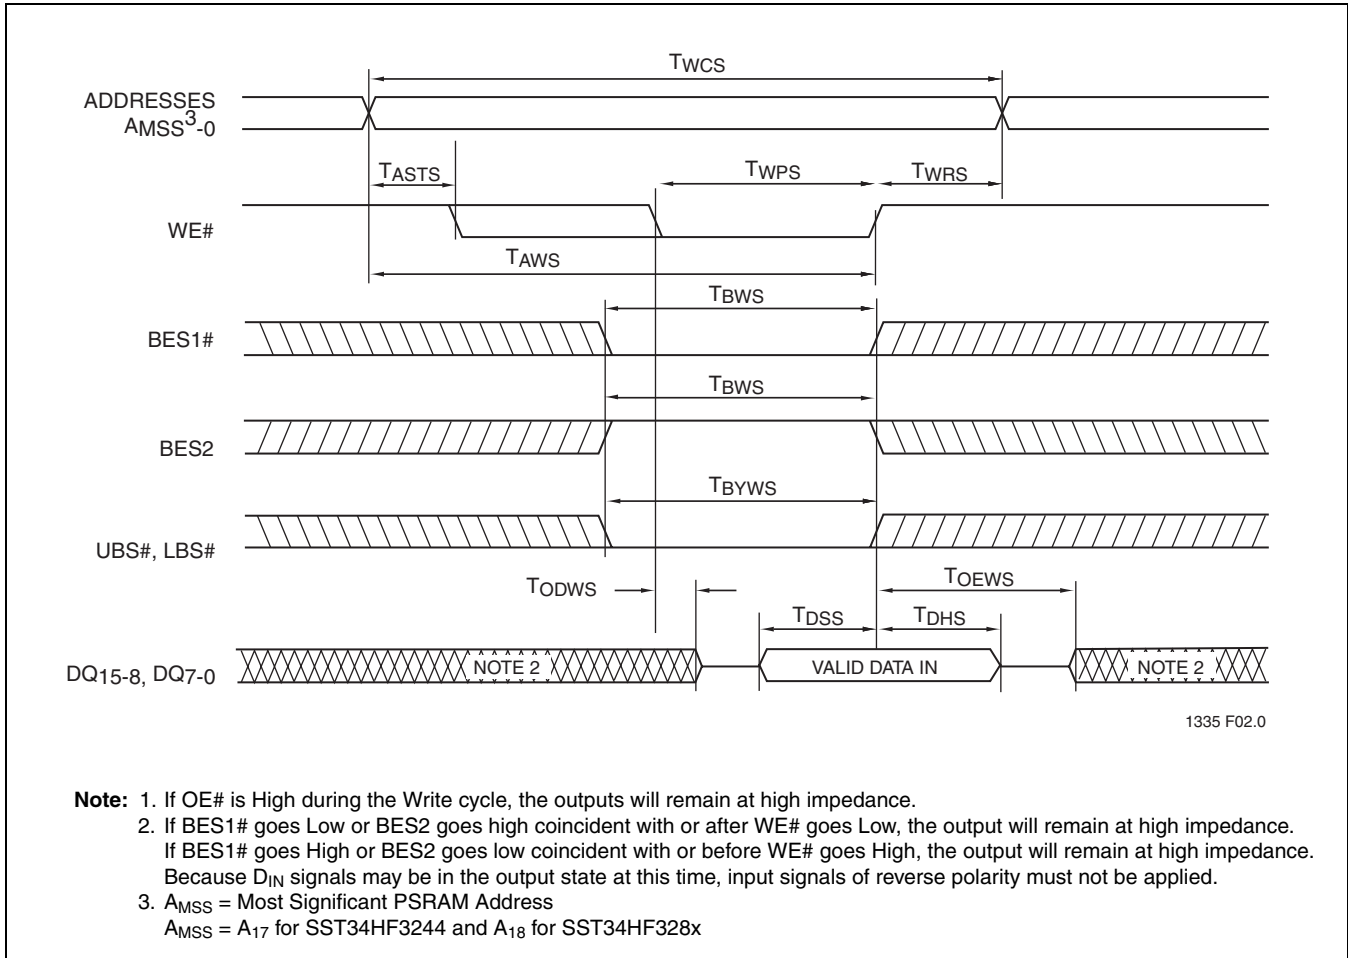 TWCS
ADDRESSES
AMSS3-0
TASTS
TWPS
TWRS
WE#
TAWS
TBWS
BES1#
TBWS
BES2
TBYWS
UBS#, LBS#
TODWS
TOEWS
TDSS
TDHS
DQ15-8, DQ7-0
NOTE 2
VALID DATA IN
NOTE 2
1335 F02.0
Note: 1. If OE# is High during the Write cycle, the outputs will remain at high impedance.
2. If BES1# goes Low or BES2 goes high coincident with or after WE# goes Low, the output will remain at high impedance.
If BES1# goes High or BES2 goes low coincident with or before WE# goes High, the output will remain at high impedance.
Because DIN signals may be in the output state at this time, input signals of reverse polarity must not be applied.
3. AMSS = Most Significant PSRAM Address
AMSS = A17 for SST34HF3244 and A18 for SST34HF328x